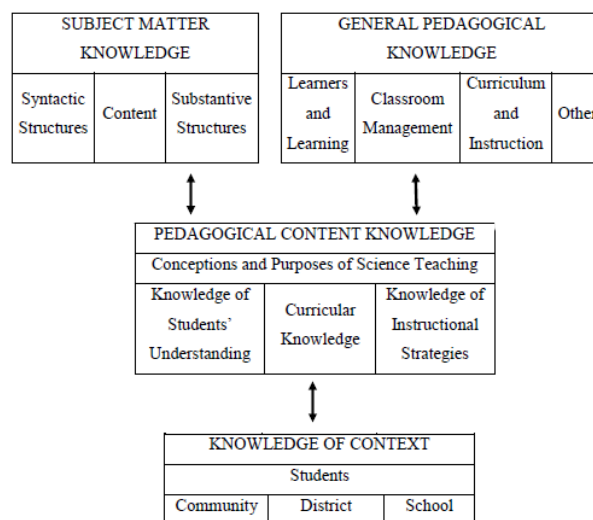 SUBJECT MATTER
KNOWLEDGE
Syntactic
Structures
Content
Substantive
Structures
GENERAL PEDAGOGICAL
KNOWLEDGE
Learners
and
Learning
Classroom
Management
Curriculum
and
Instruction
Other
PEDAGOGICAL CONTENT KNOWLEDGE
Conceptions and Purposes of Science Teaching
Knowledge of
Students’
Understanding
Curricular
Knowledge
Knowledge of
Instructional
Strategies
KNOWLEDGE OF CONTEXT
Students
Community
District
School